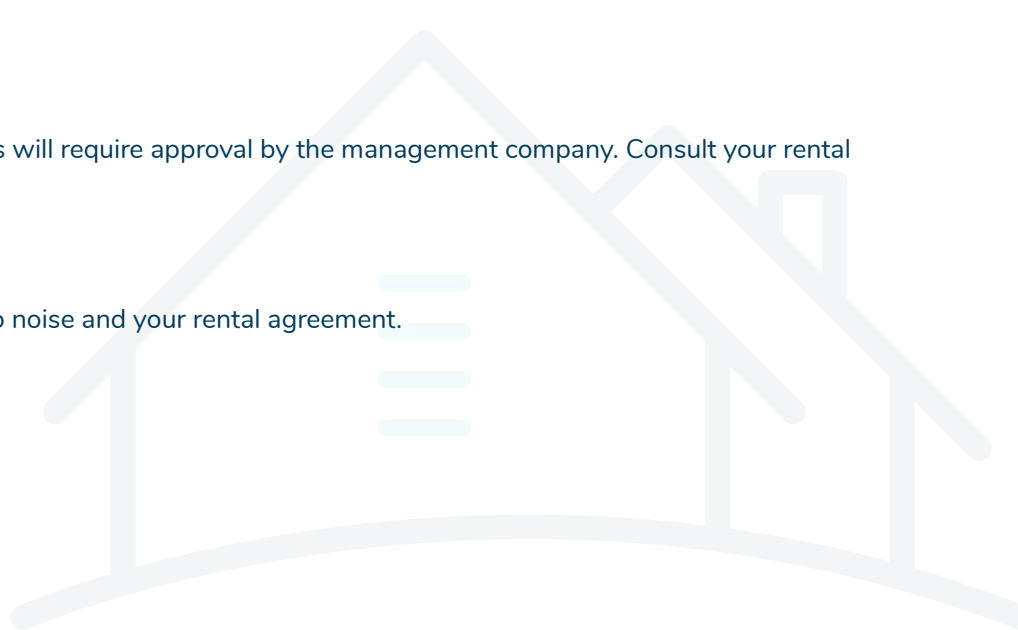 will require approval by the management company. Consult your rental
noise and your rental agreement.